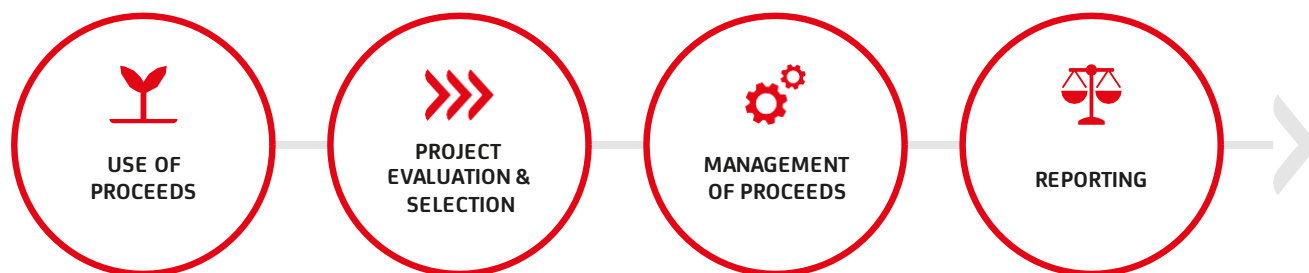 USE OF
PROCEEDS
PROJECT
EVALUATION &
SELECTION
MANAGEMENT
OF PROCEEDS
REPORTING